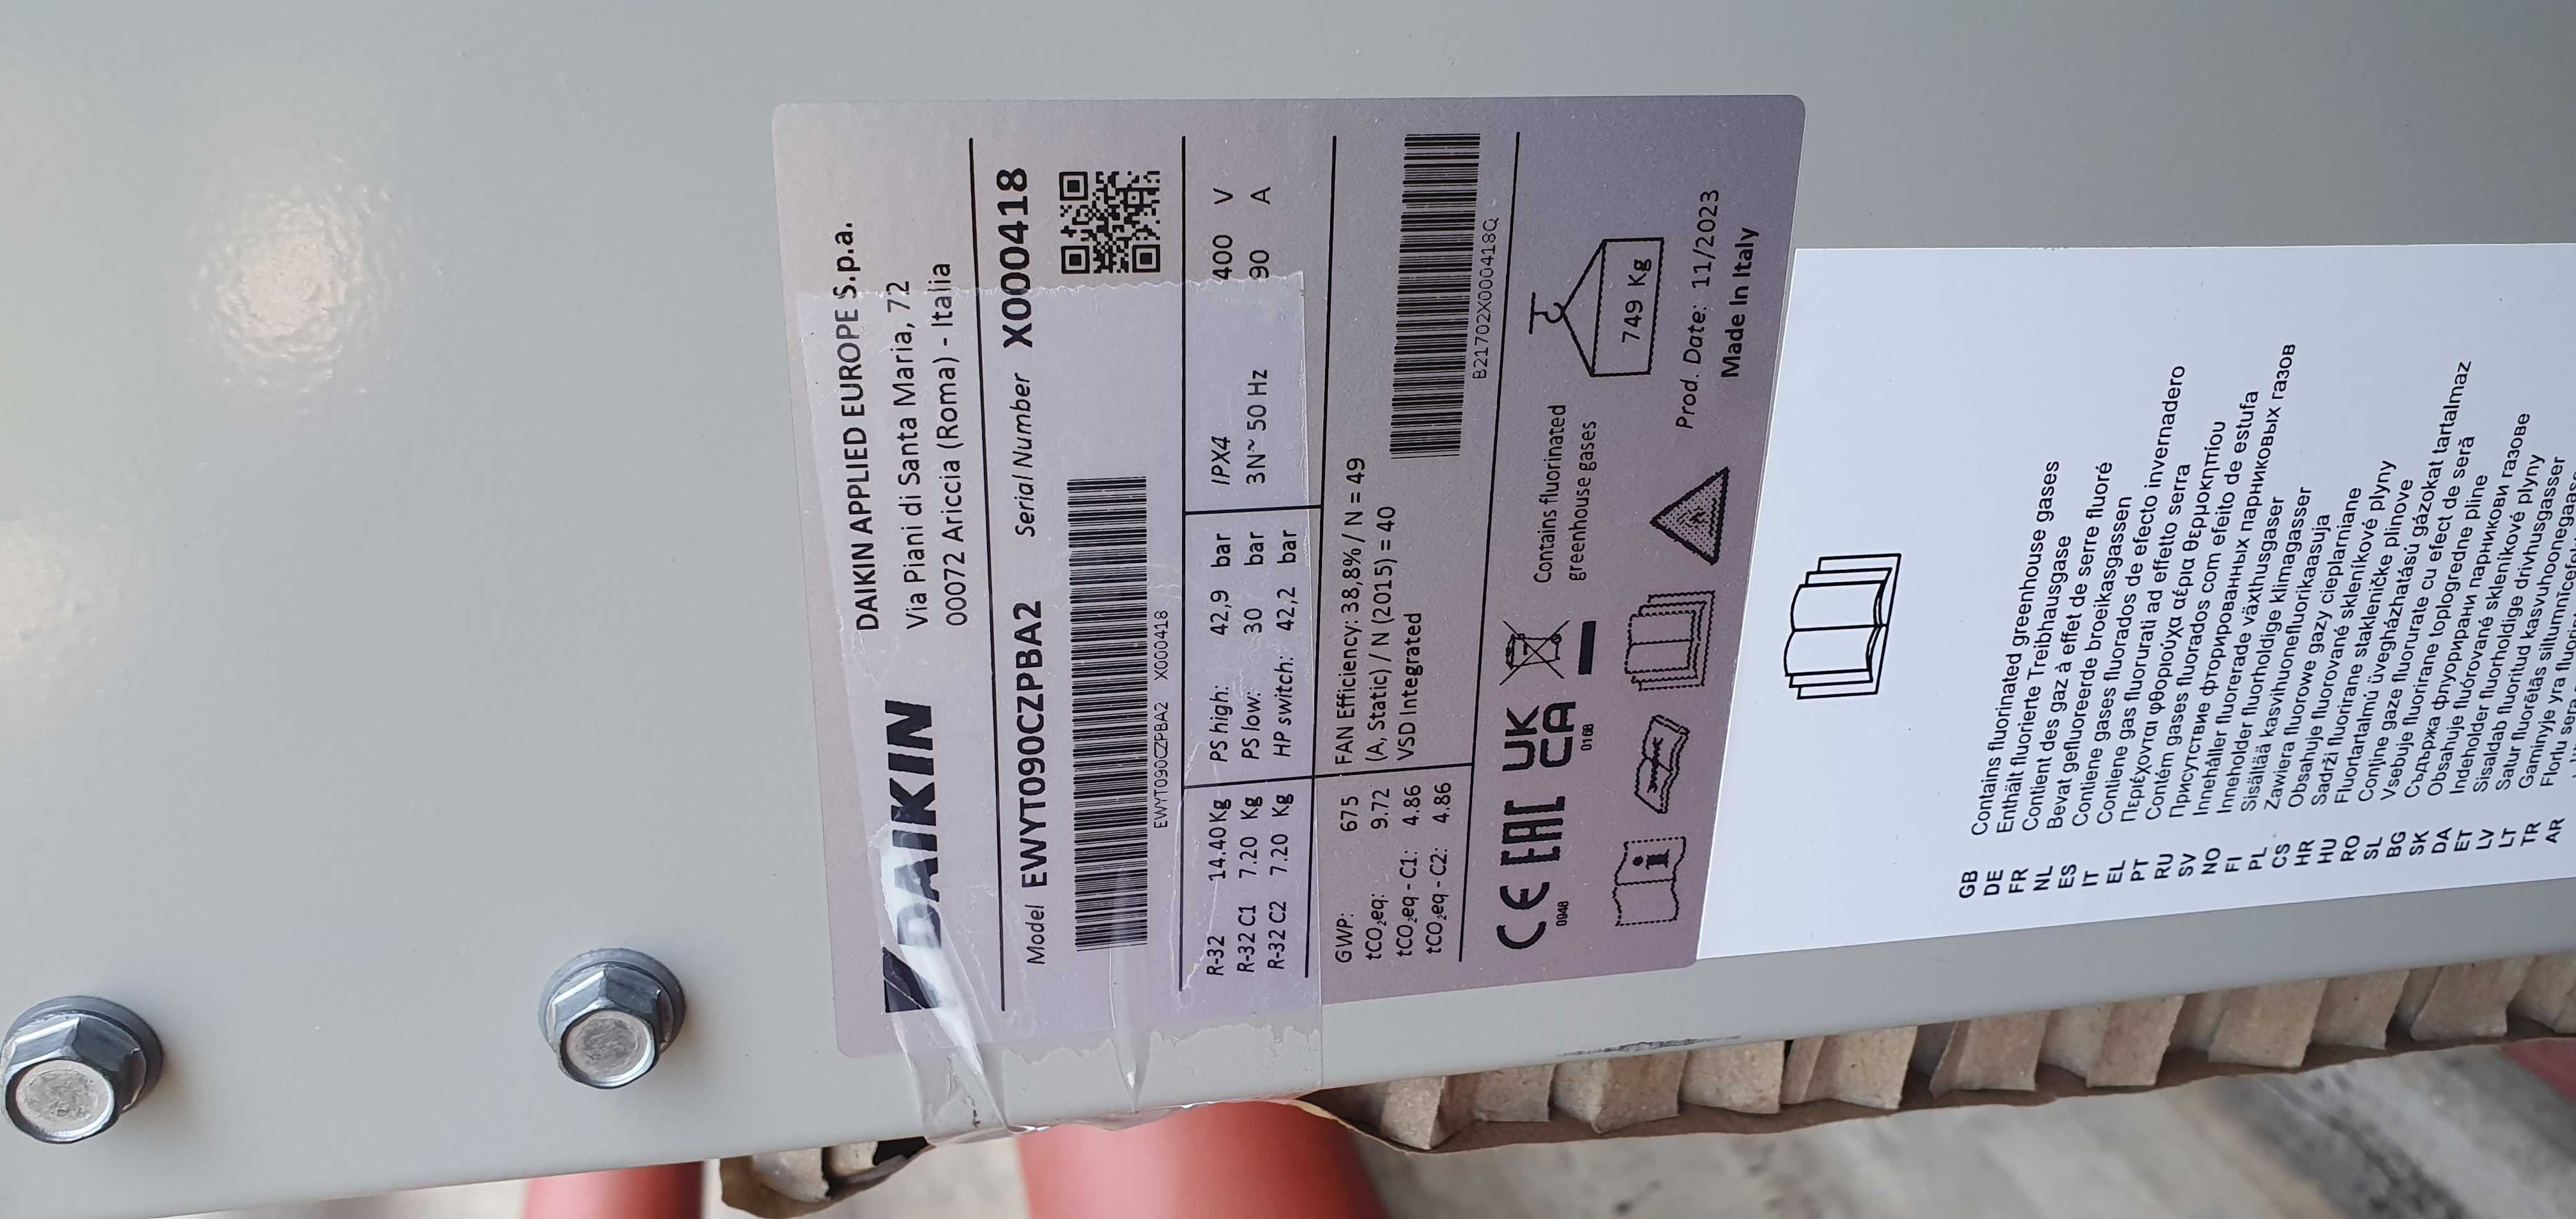 DAIKIN
DAIKIN APPLIED EUROPE S.p.a.
Via Piani di Santa Maria, 72
00072 Ariccia (Roma) - Italia
Model EWYT090CZPBA2 Serial Number X000418
EWYT090CZPBA2 X000418
R-32 14.40 Kg PS high: 42,9 bar IPX4 400 V
R-32 C1 7.20 Kg PS low: 30 bar 3N~ 50 Hz 90 A
R-32 C2 7.20 Kg HP switch: 42,2 bar
GWP: 675 FAN Efficiency: 38,8% / N = 49
tCO₂eq: 9.72 (A, Static) / N (2015) = 40
tCO₂eq - C1: 4.86 VSD Integrated
tCO₂eq - C2: 4.86
B21702X000418Q
CE EAC UK CA
0948 0168
Contains fluorinated
greenhouse gases
749 Kg
Prod. Date: 11/2023
Made In Italy
GB Contains fluorinated greenhouse gases
DE Enthält fluorierte Treibhausgase
FR Contient des gaz à effet de serre fluoré
NL Bevat gefluoreerde broeikasgassen
ES Contiene gases fluorados de efecto invernadero
IT Contiene gas fluorurati ad effetto serra
EL Περιέχονται φθοριούχα αέρια θερμοκηπίου
PT Contém gases fluorados com efeito de estufa
RU Присутствие фторированных парниковых газов
SV Innehåller fluorerade växthusgaser
NO Inneholder fluorholdige klimagasser
FI Sisältää kasvihuonefluorikaasuja
PL Zawiera fluorowe gazy cieplarniane
CS Obsahuje fluorované skleníkové plyny
HR Sadrži fluorirane stakleničke plinove
HU Fluortartalmú üvegházhatású gázokat tartalmaz
RO Conţine gaze fluorurate cu efect de seră
SL Vsebuje fluorirane toplogredne pline
BG Съдържа флуорирани парникови газове
SK Obsahuje fluórované skleníkové plyny
DA Indeholder fluorholdige drivhusgasser
ET Sisaldab fluoritud kasvuhoonegaase
LV Satur fluorētās siltumnīcefekta
LT Gaminyje yra fluor
TR Florlu sera
AR